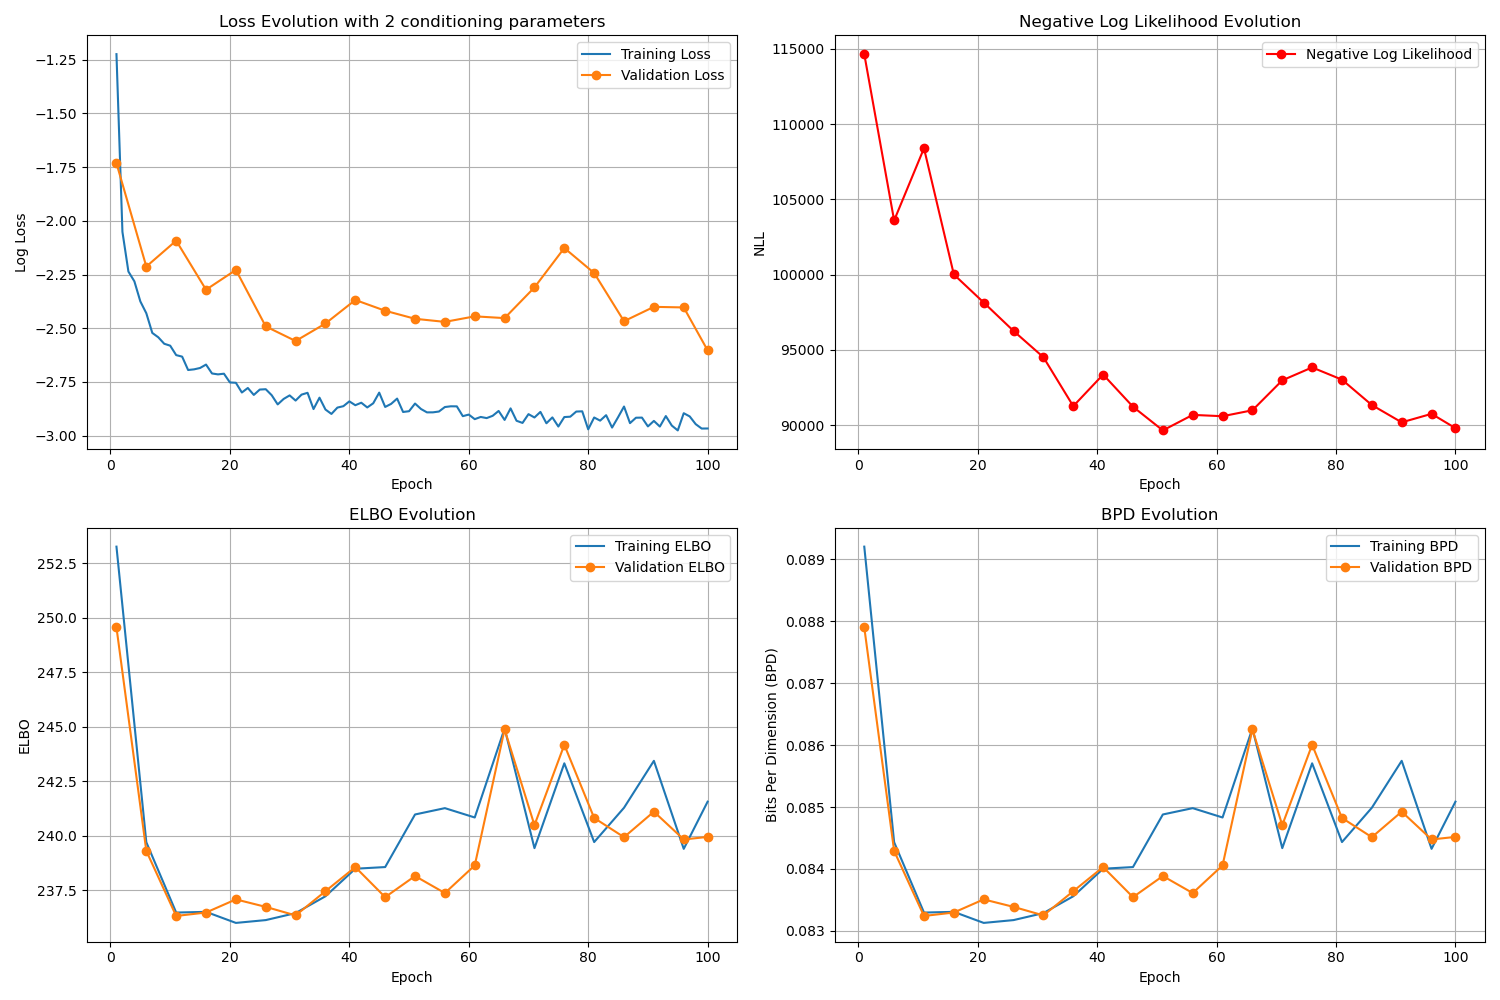 Loss Evolution with 2 conditioning parameters
Log Loss
−1.25
−1.50
−1.75
−2.00
−2.25
−2.50
−2.75
−3.00
Training Loss
Validation Loss
0 20 40 60 80 100
Epoch
Negative Log Likelihood Evolution
NLL
115000
110000
105000
100000
95000
90000
Negative Log Likelihood
0 20 40 60 80 100
Epoch
ELBO Evolution
ELBO
252.5
250.0
247.5
245.0
242.5
240.0
237.5
Training ELBO
Validation ELBO
0 20 40 60 80 100
Epoch
BPD Evolution
Bits Per Dimension (BPD)
0.089
0.088
0.087
0.086
0.085
0.084
0.083
Training BPD
Validation BPD
0 20 40 60 80 100
Epoch